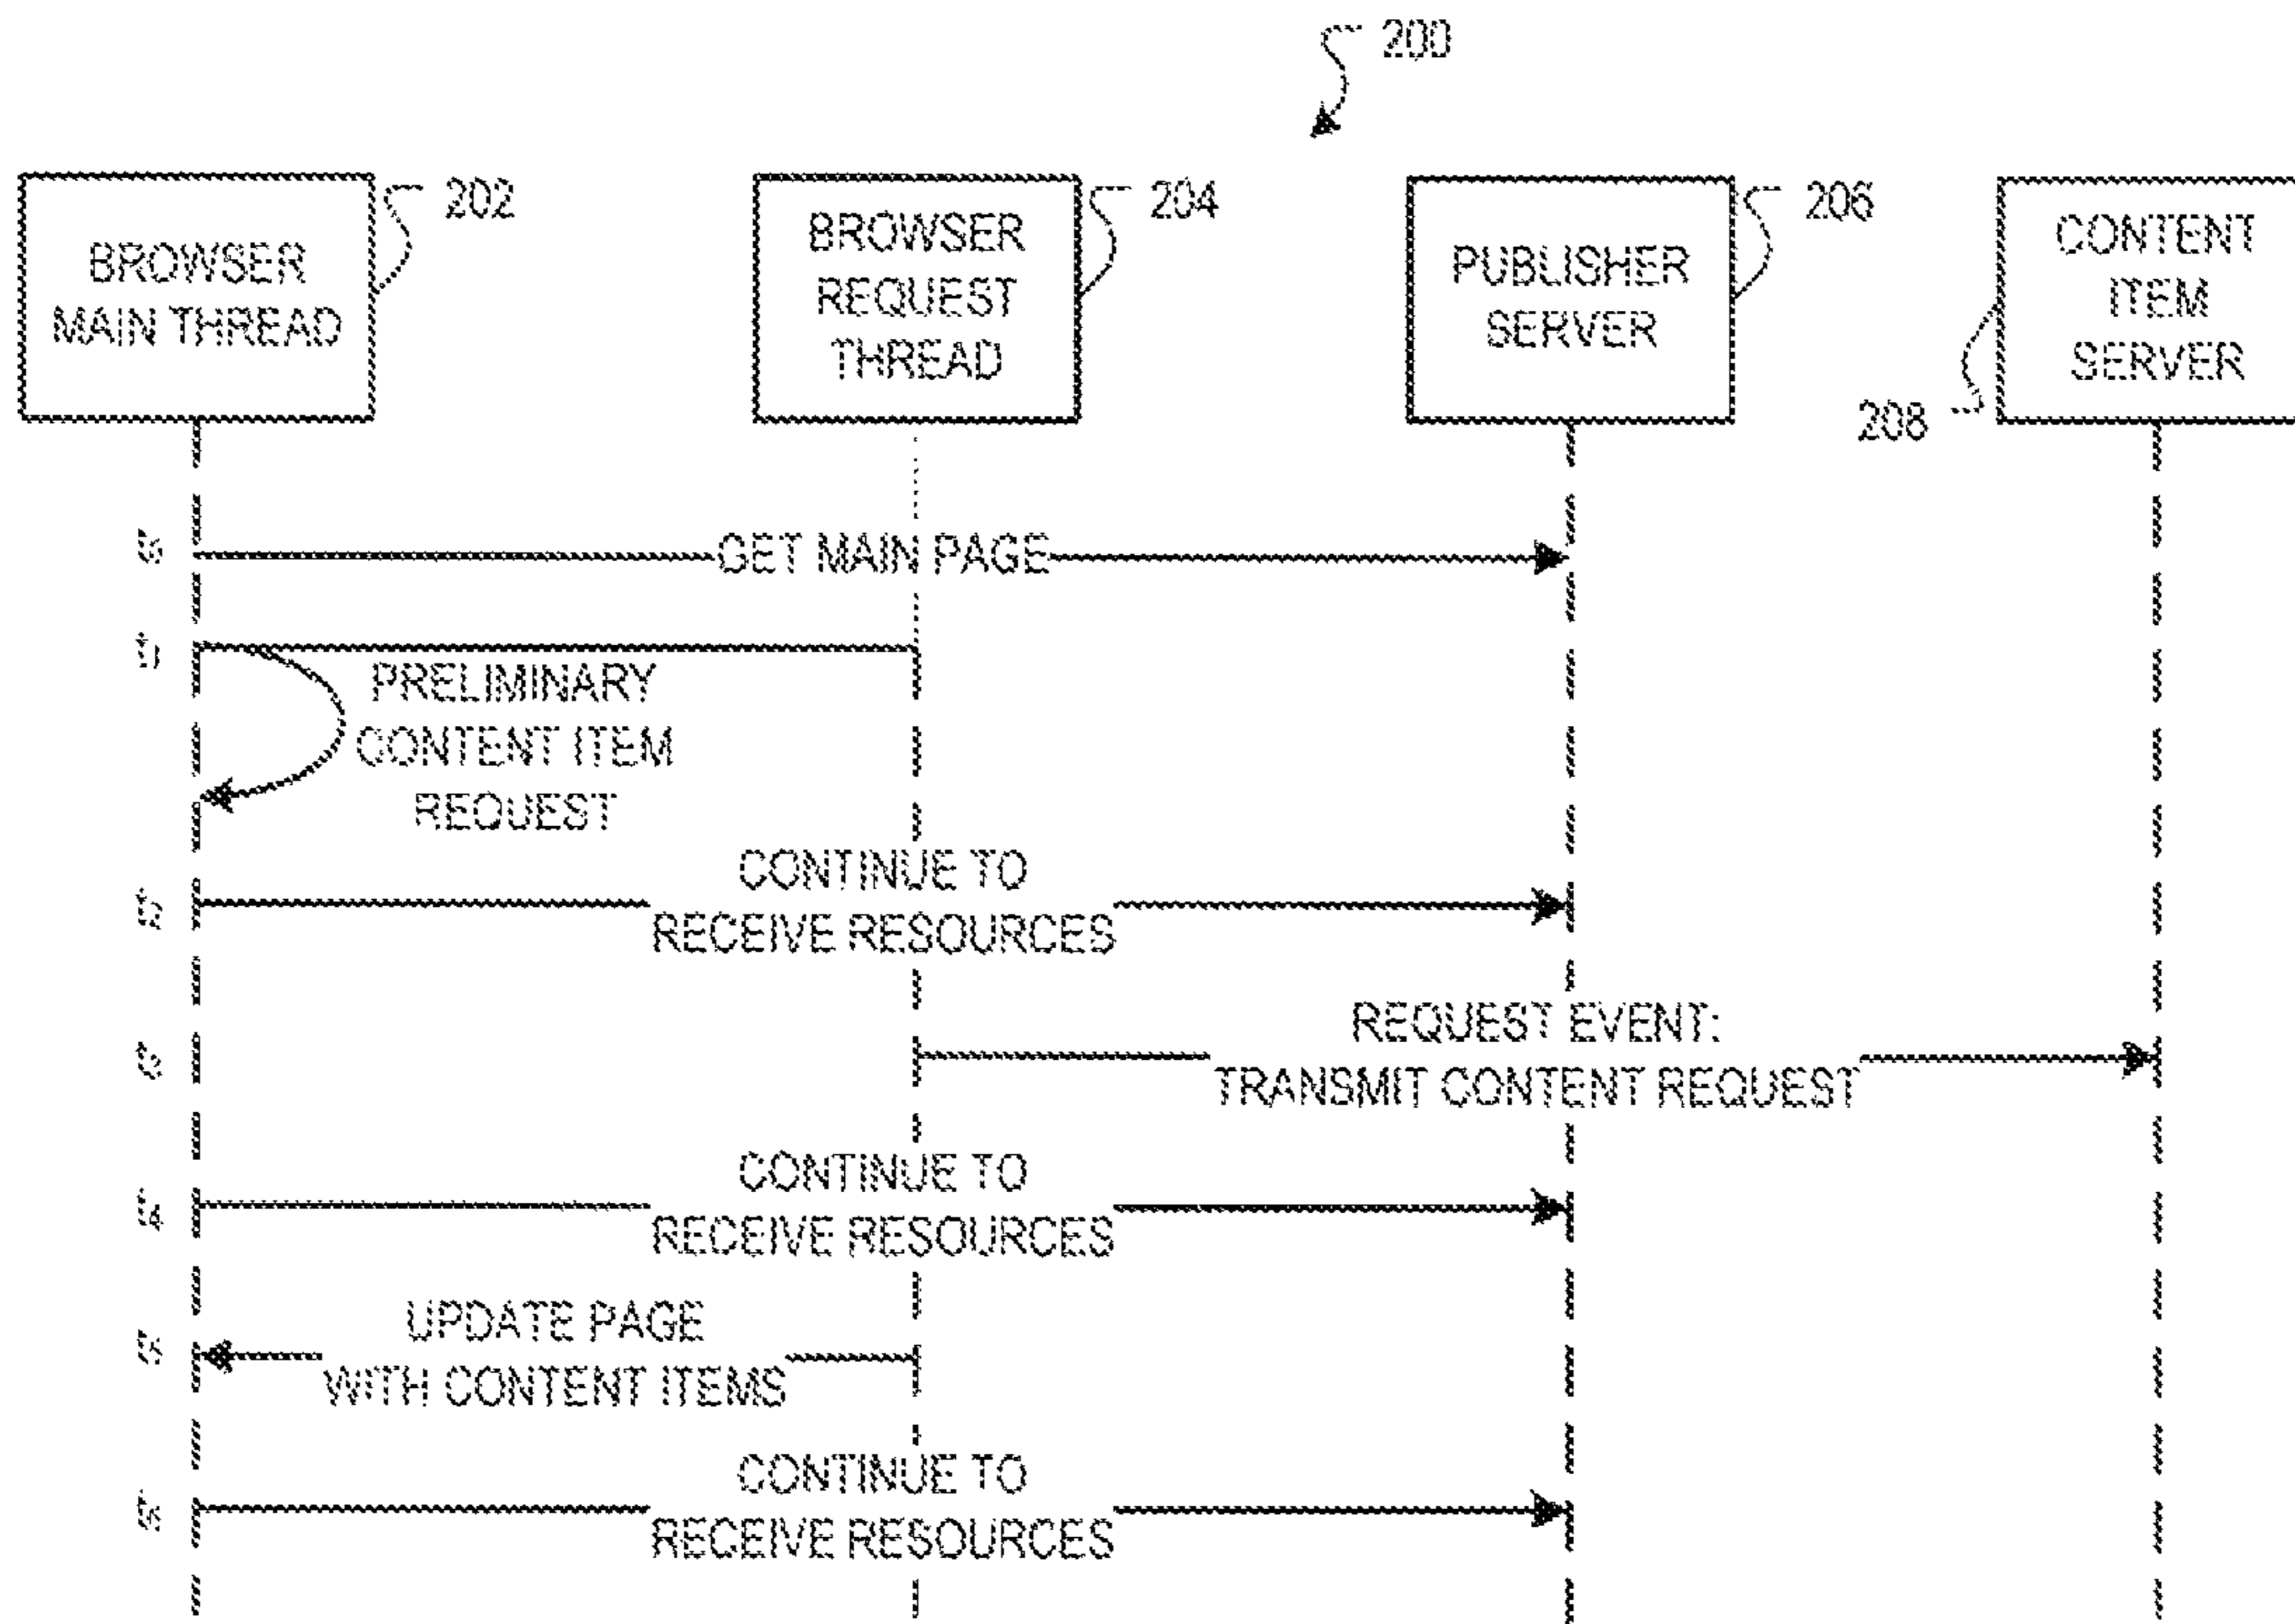 200
202
204
206
208
BROWSER
MAIN THREAD
BROWSER
REQUEST
THREAD
PUBLISHER
SERVER
CONTENT
ITEM
SERVER
GET MAIN PAGE
PRELIMINARY
CONTENT ITEM
REQUEST
t2
CONTINUE TO
RECEIVE RESOURCES
REQUEST EVENT:
TRANSMIT CONTENT REQUEST
t4
CONTINUE TO
RECEIVE RESOURCES
UPDATE PAGE
WITH CONTENT ITEMS
CONTINUE TO
RECEIVE RESOURCES